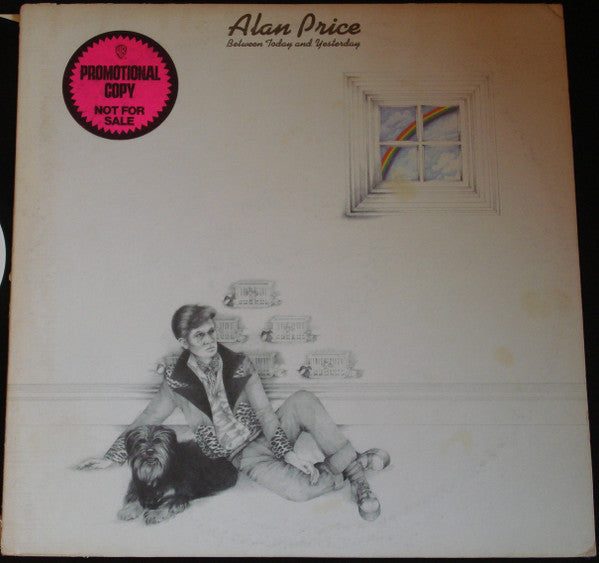 Alan Price
Between Today and Yesterday
PROMOTIONAL
COPY
NOT FOR
SALE